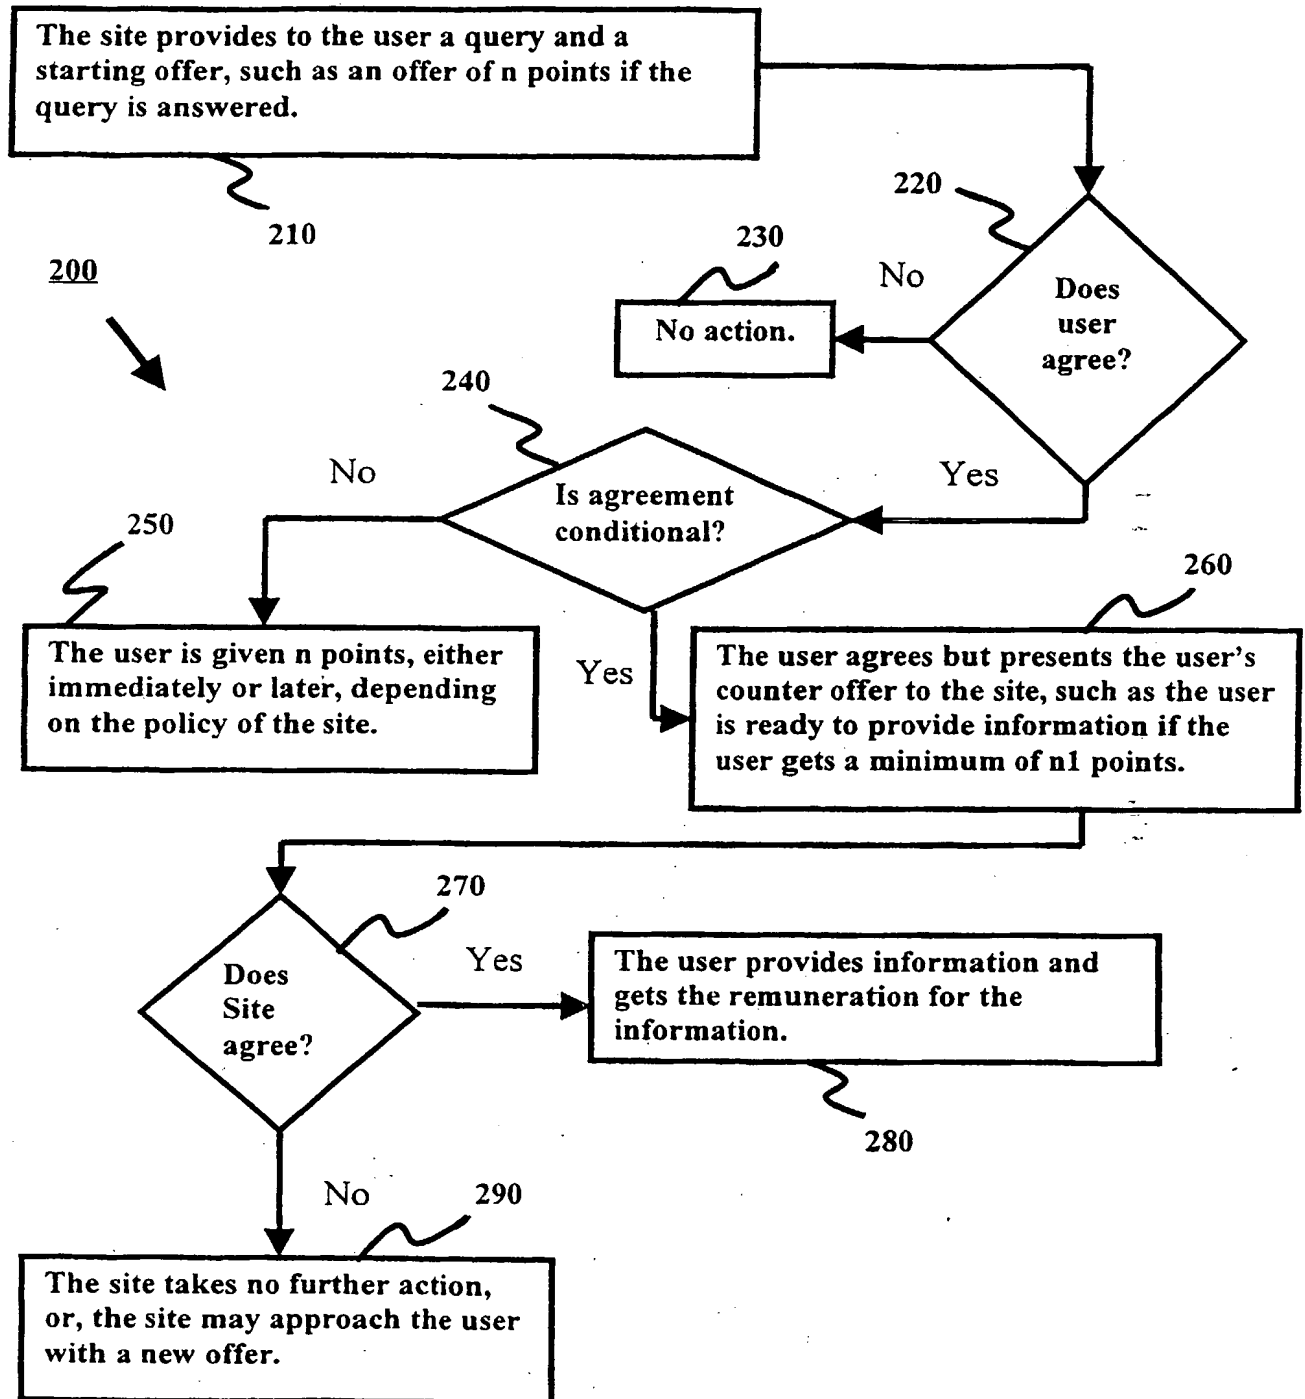 The site provides to the user a query and a
starting offer, such as an offer of n points if the
query is answered.
210
200
220
230
No
Does
user
agree?
No action.
240
No
Yes
Is agreement
conditional?
250
260
The user is given n points, either
immediately or later, depending
on the policy of the site.
Yes
The user agrees but presents the user's
counter offer to the site, such as the user
is ready to provide information if the
user gets a minimum of n1 points.
270
Does
Site
agree?
Yes
The user provides information and
gets the remuneration for the
information.
280
No
290
The site takes no further action,
or, the site may approach the user
with a new offer.